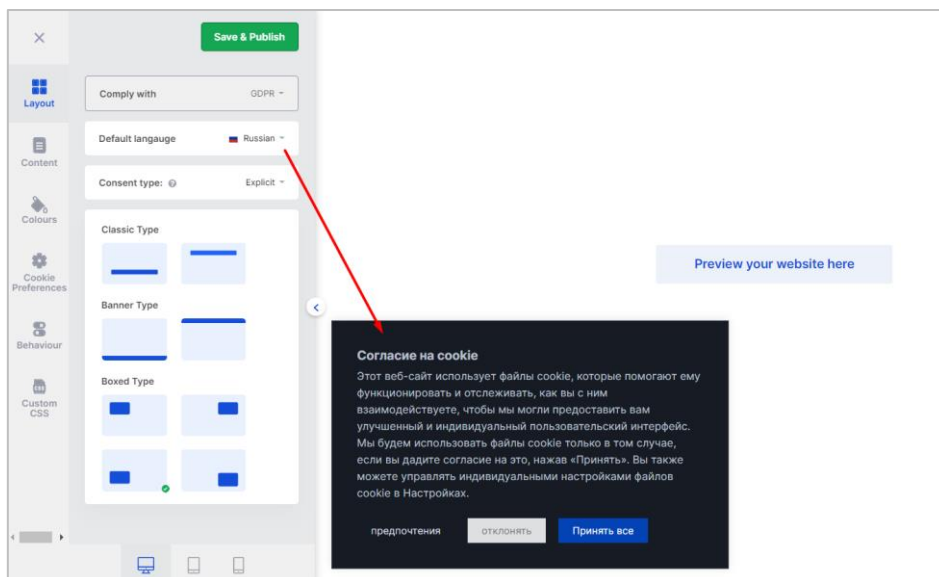 Save & Publish
Layout
Comply with
GDPR
Default langauge
Russian
Content
Consent type:
Explicit
Colours
Classic Type
Cookie
Preferences
Preview your website here
Banner Type
Behaviour
Boxed Type
Custom
CSS
Согласие на cookie
Этот веб-сайт использует файлы cookie, которые помогают ему
функционировать и отслеживать, как вы с ним
взаимодействуете, чтобы мы могли предоставить вам
улучшенный и индивидуальный пользовательский интерфейс.
Мы будем использовать файлы cookie только в том случае,
если вы дадите согласие на это, нажав «Принять». Вы также
можете управлять индивидуальными настройками файлов
cookie в Настройках.
предпочтения
отклонять
Принять все